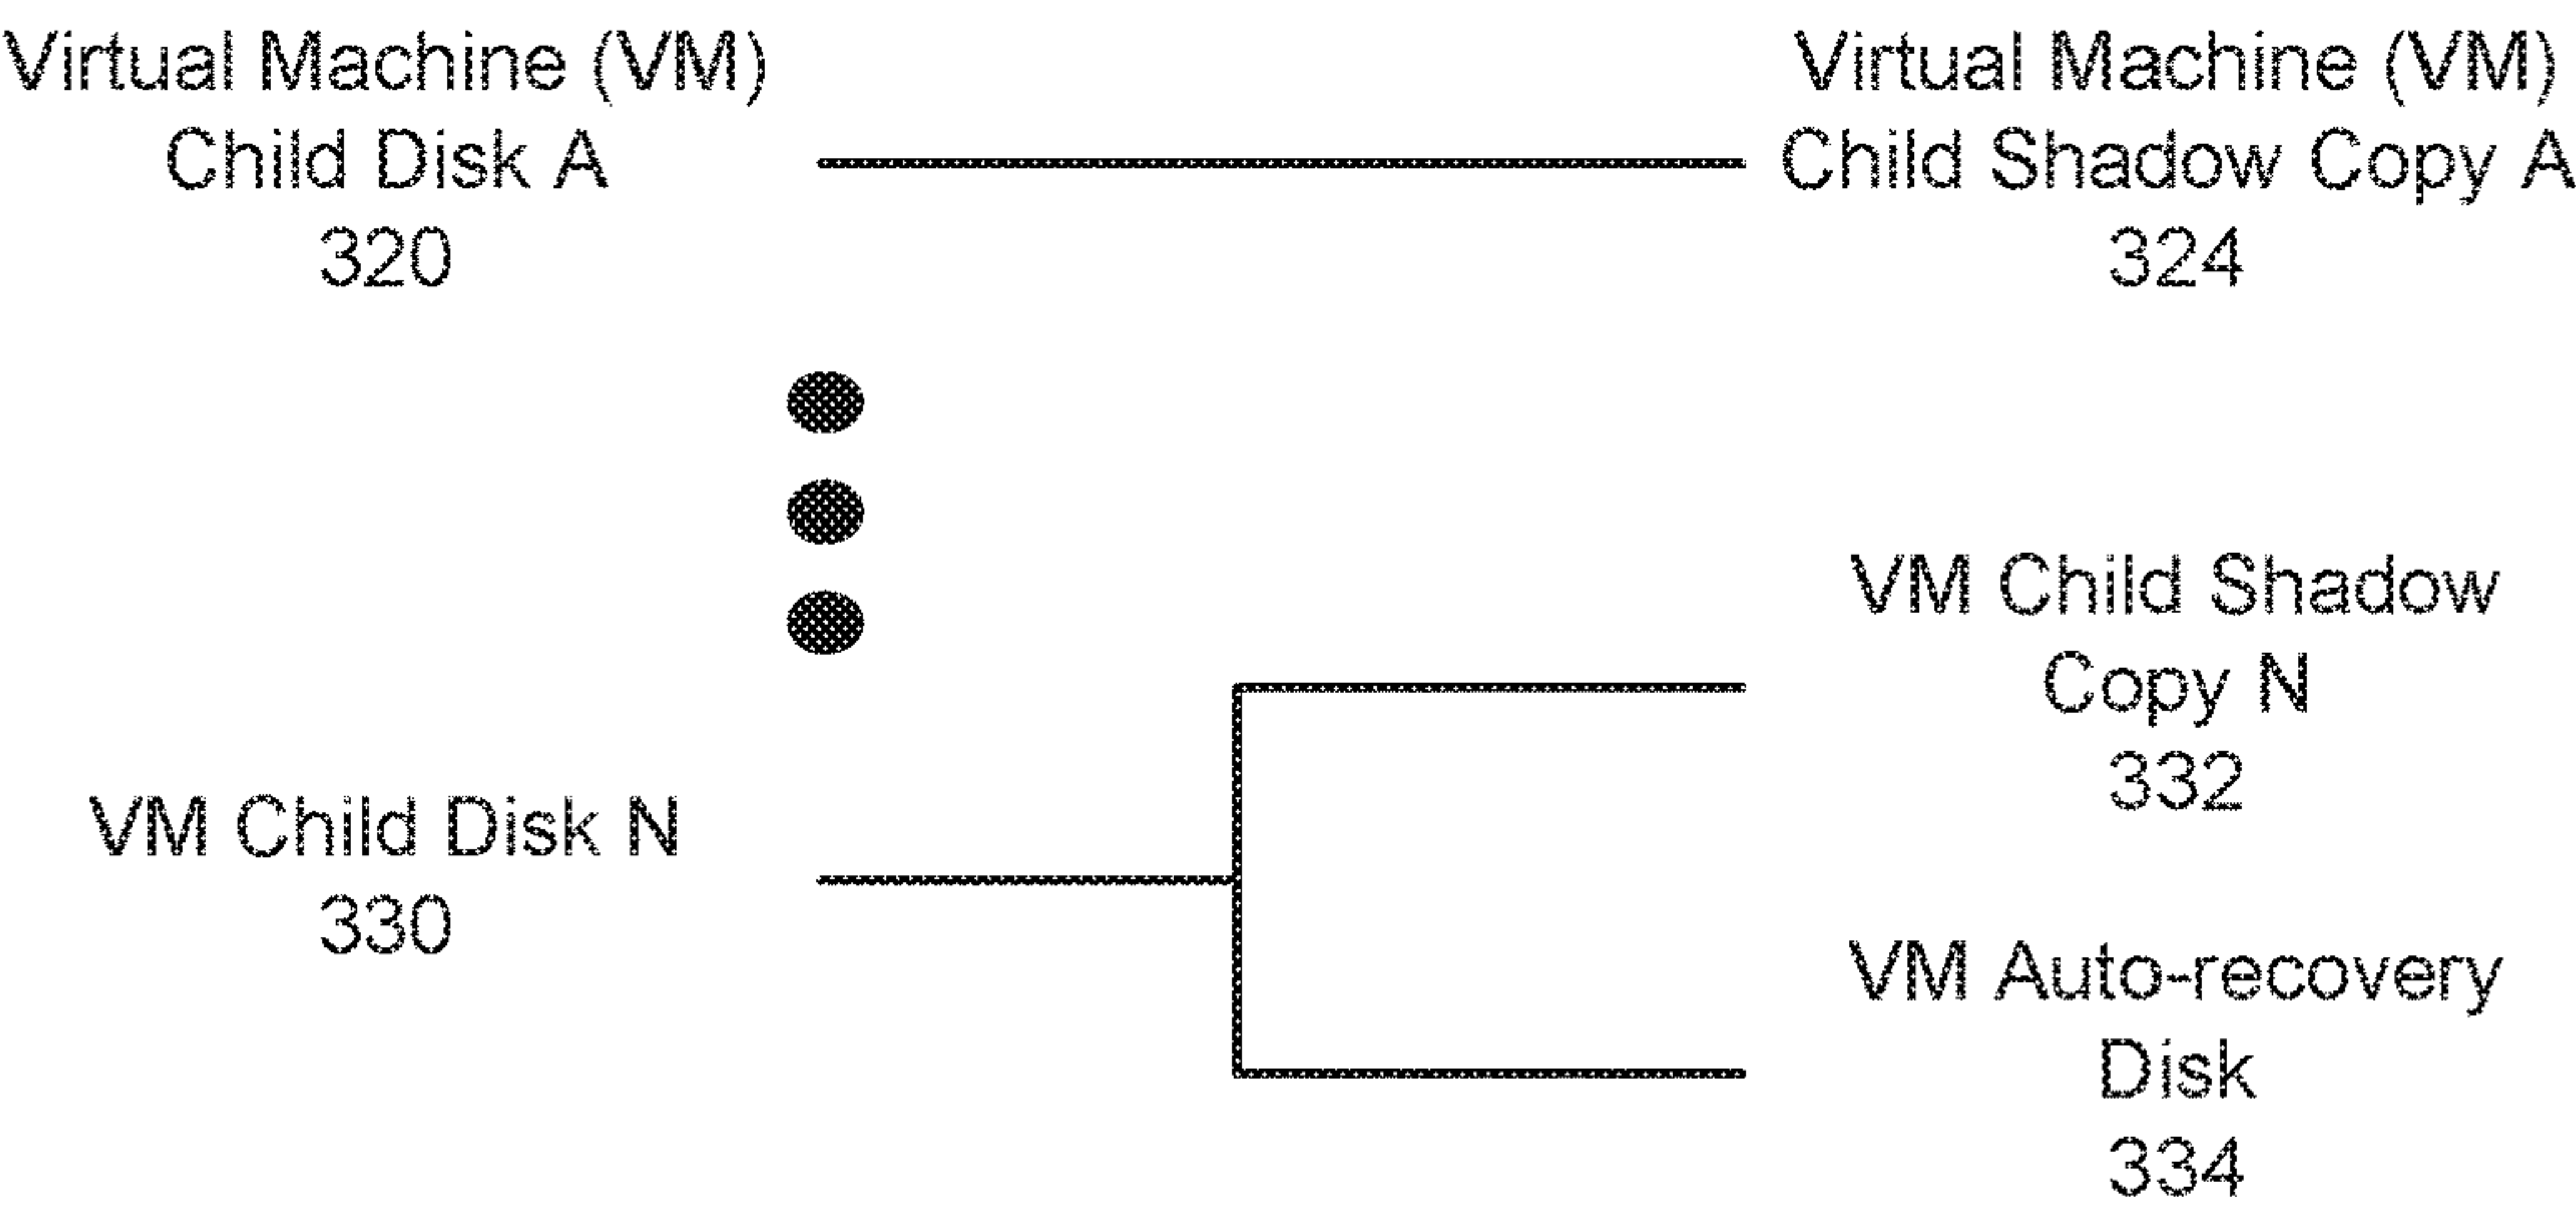 Virtual Machine (VM)
Child Disk A
320
Virtual Machine (VM)
Child Shadow Copy A
324
VM Child Shadow
Copy N
332
VM Child Disk N
330
VM Auto-recovery
Disk
334